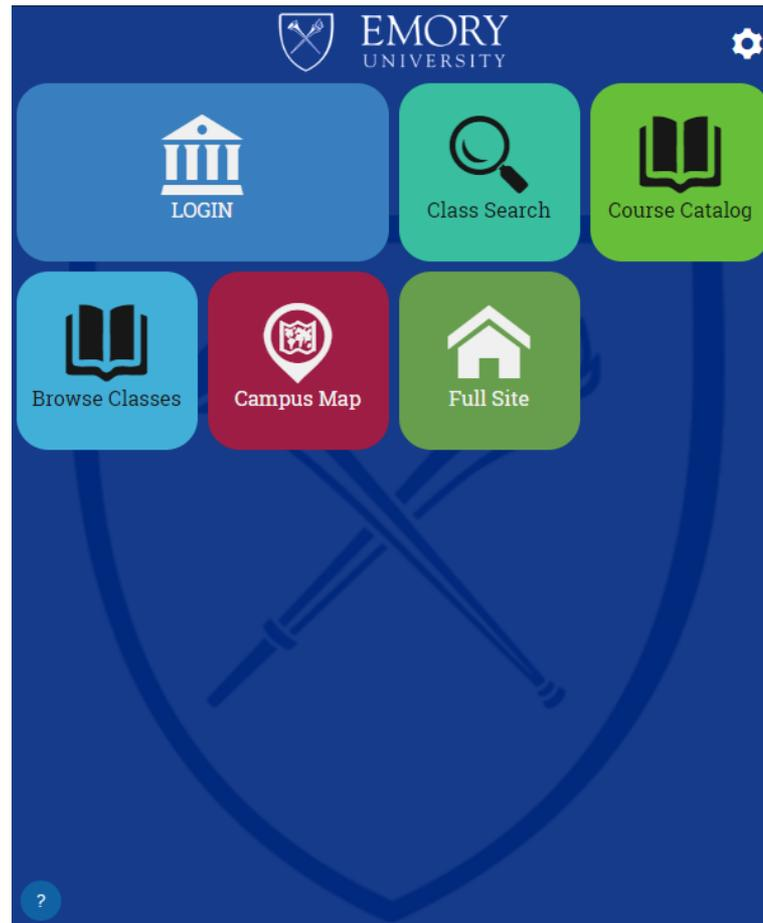 EMORY
UNIVERSITY
LOGIN
Class Search
Course Catalog
Browse Classes
Campus Map
Full Site
?